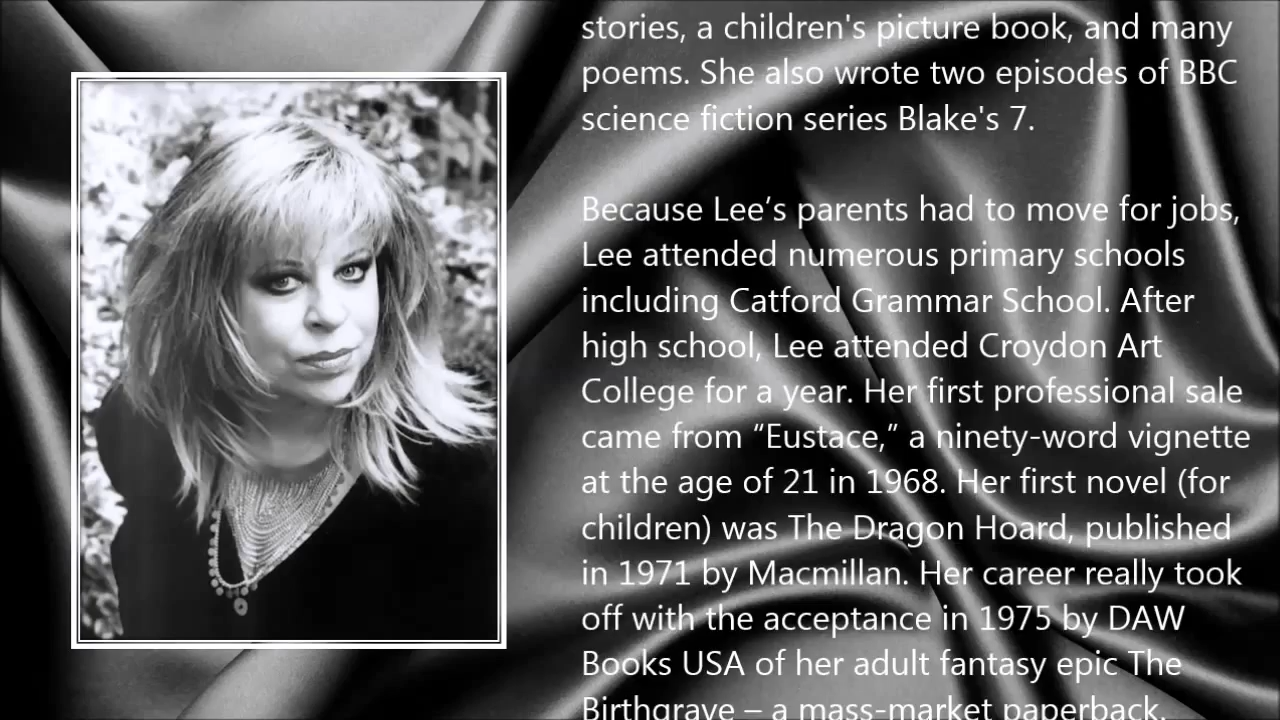 stories, a children's picture book, and many
poems. She also wrote two episodes of BBC
science fiction series Blake's 7.
Because Lee’s parents had to move for jobs,
Lee attended numerous primary schools
including Catford Grammar School. After
high school, Lee attended Croydon Art
College for a year. Her first professional sale
came from “Eustace,” a ninety-word vignette
at the age of 21 in 1968. Her first novel (for
children) was The Dragon Hoard, published
in 1971 by Macmillan. Her career really took
off with the acceptance in 1975 by DAW
Books USA of her adult fantasy epic The
Birthgrave – a mass-market paperback.